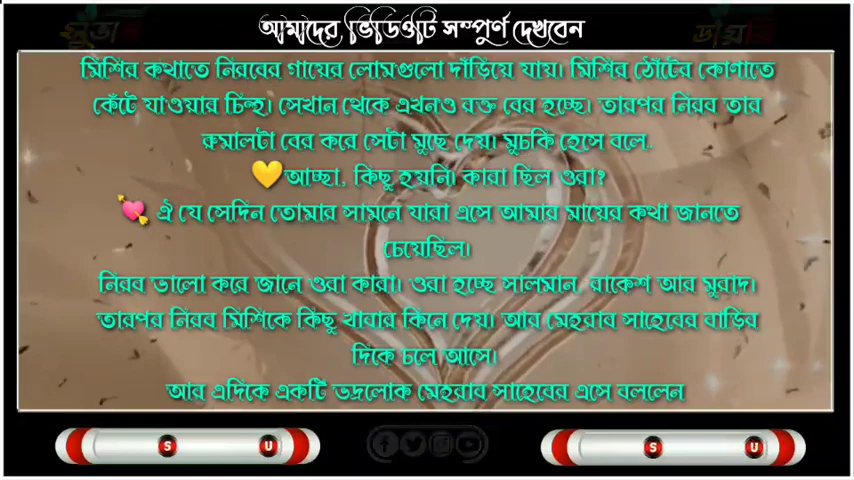 আমাদের ভিডিওটি সম্পুর্ণ দেখবেন
মিশির কথাতে নিরবের গায়ের লোমগুলো দাঁড়িয়ে যায়। মিশির ঠোঁটের কোণাতে
কেঁটে যাওয়ার চিহ্ন। সেখান থেকে এখনও রক্ত বের হচ্ছে। তারপর নিরব তার
রুমালটা বের করে সেটা মুছে দেয়। মুচকি হেসে বলে.
💛আচ্ছা, কিছু হয়নি। কারা ছিল ওরা?
💘 ঐ যে সেদিন তোমার সামনে যারা এসে আমার মায়ের কথা জানতে
চেয়েছিল।
নিরব ভালো করে জানে ওরা কারা। ওরা হচ্ছে সালমান, রাকেশ আর মুরাদ।
তারপর নিরব মিশিকে কিছু খাবার কিনে দেয়। আর মেহরাব সাহেবের বাড়ির
দিকে চলে আসে।
আর এদিকে একটি ভদ্রলোক মেহরাব সাহেবের এসে বললেন
S U S U